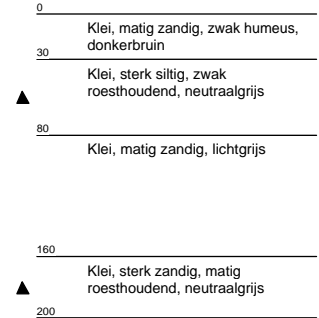 0
Klei, matig zandig, zwak humeus,
donkerbruin
30
Klei, sterk siltig, zwak
roesthoudend, neutraalgrijs
80
Klei, matig zandig, lichtgrijs
160
Klei, sterk zandig, matig
roesthoudend, neutraalgrijs
200